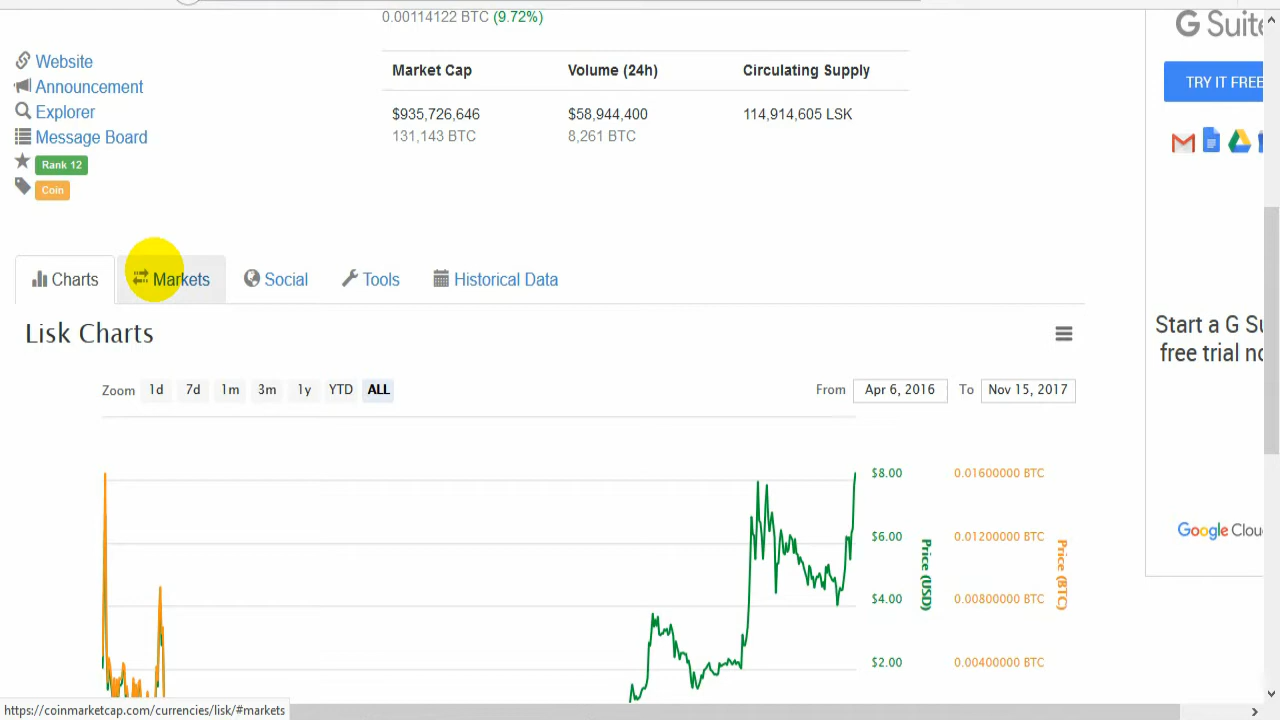 0.00114122 BTC (9.72%)
G Suite
Website
Announcement
Explorer
Message Board
Rank 12
Coin
Market Cap
Volume (24h)
Circulating Supply
$935,726,646
$58,944,400
114,914,605 LSK
131,143 BTC
8,261 BTC
TRY IT FREE
Charts
Markets
Social
Tools
Historical Data
Lisk Charts
Start a G Su
free trial no
Zoom 1d 7d 1m 3m 1y YTD ALL
From Apr 6, 2016 To Nov 15, 2017
$8.00
$6.00
$4.00
$2.00
Price (USD)
0.01600000 BTC
0.01200000 BTC
0.00800000 BTC
0.00400000 BTC
Price (BTC)
Google Clou
https://coinmarketcap.com/currencies/lisk/#markets